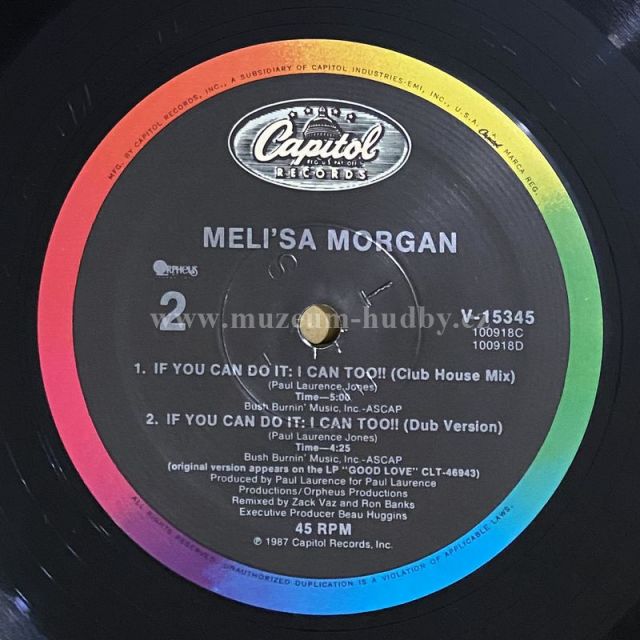 MFG. BY CAPITOL RECORDS, INC., A SUBSIDIARY OF CAPITOL INDUSTRIES-EMI, INC., U.S.A. Capitol MARCA REG.
Capitol
RECORDS
MELI'SA MORGAN
ORPHEUS
2
V-15345
100918C
100918D
www.muzeum-hudby.c
1. IF YOU CAN DO IT: I CAN TOO!! (Club House Mix)
(Paul Laurence Jones)
Time—5:00
Bush Burnin' Music, Inc.-ASCAP
2. IF YOU CAN DO IT: I CAN TOO!! (Dub Version)
(Paul Laurence Jones)
Time—4:25
Bush Burnin' Music, Inc.-ASCAP
(original version appears on the LP "GOOD LOVE" CLT-46943)
Produced by Paul Laurence for Paul Laurence
Productions/Orpheus Productions
Remixed by Zack Vaz and Ron Banks
Executive Producer Beau Huggins
45 RPM
℗ 1987 Capitol Records, Inc.
ALL RIGHTS RESERVED. UNAUTHORIZED DUPLICATION IS A VIOLATION OF APPLICABLE LAWS.